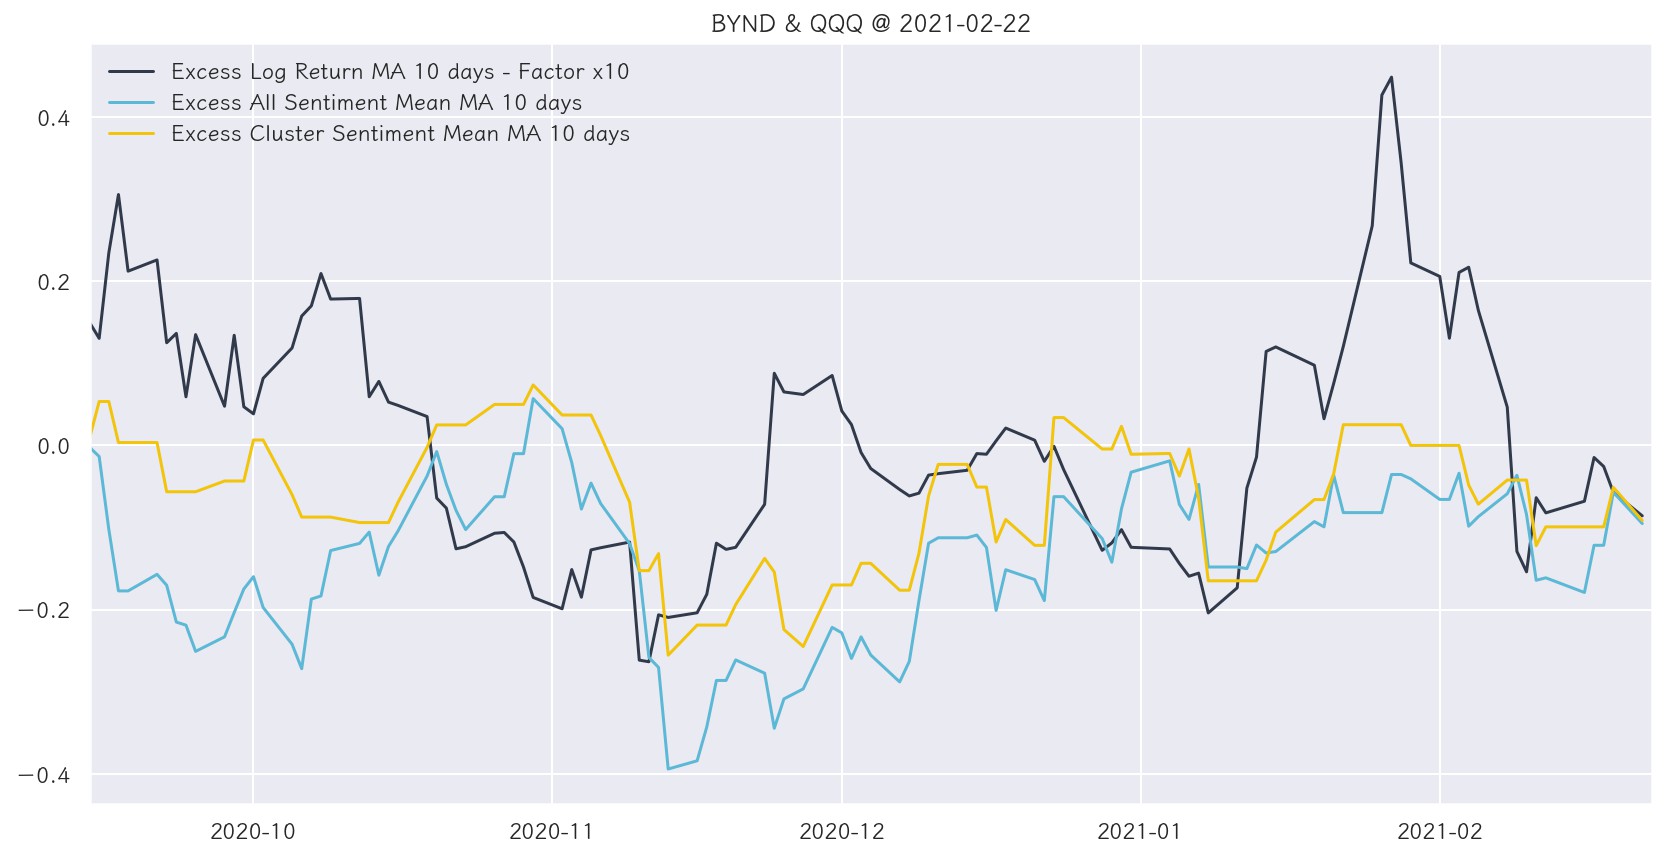 BYND & QQQ @ 2021-02-22
Excess Log Return MA 10 days - Factor x10
Excess All Sentiment Mean MA 10 days
Excess Cluster Sentiment Mean MA 10 days
0.4
0.2
0.0
−0.2
−0.4
2020-10 2020-11 2020-12 2021-01 2021-02